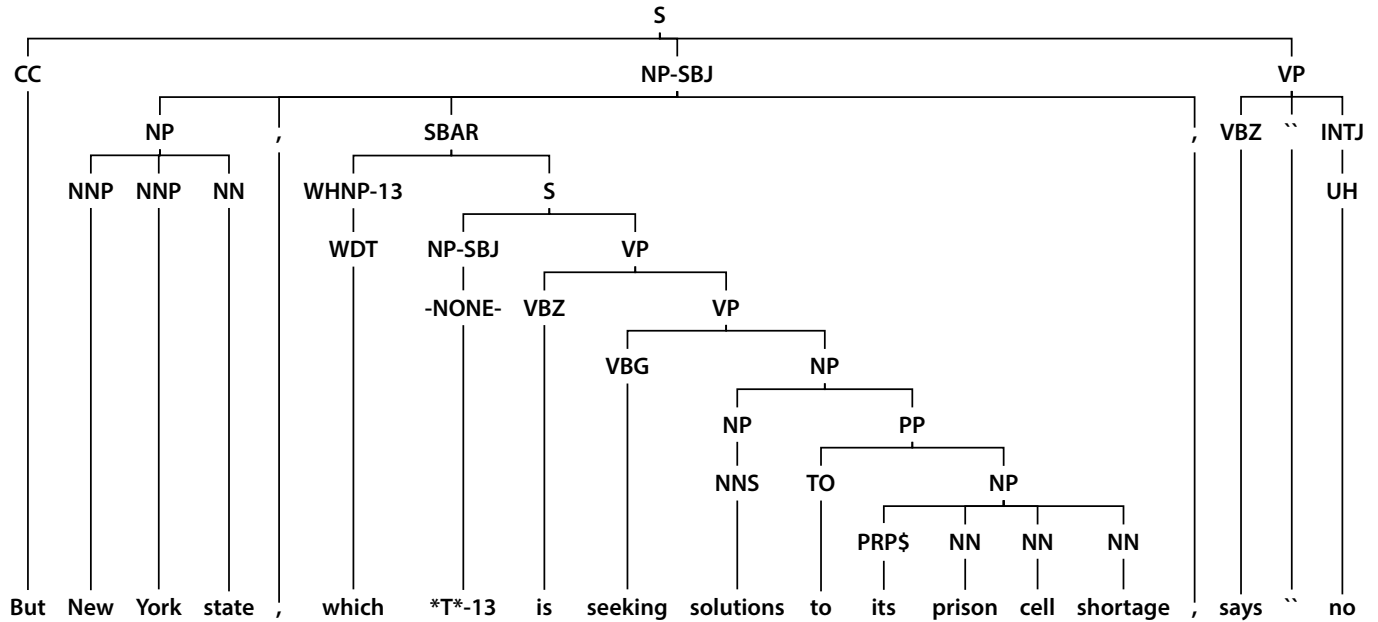 S
CC NP-SBJ VP
NP , SBAR , VBZ `` INTJ
NNP NNP NN WHNP-13 S UH
WDT NP-SBJ VP
-NONE- VBZ VP
VBG NP
NP PP
NNS TO NP
PRP$ NN NN NN
But New York state , which *T*-13 is seeking solutions to its prison cell shortage , says `` no